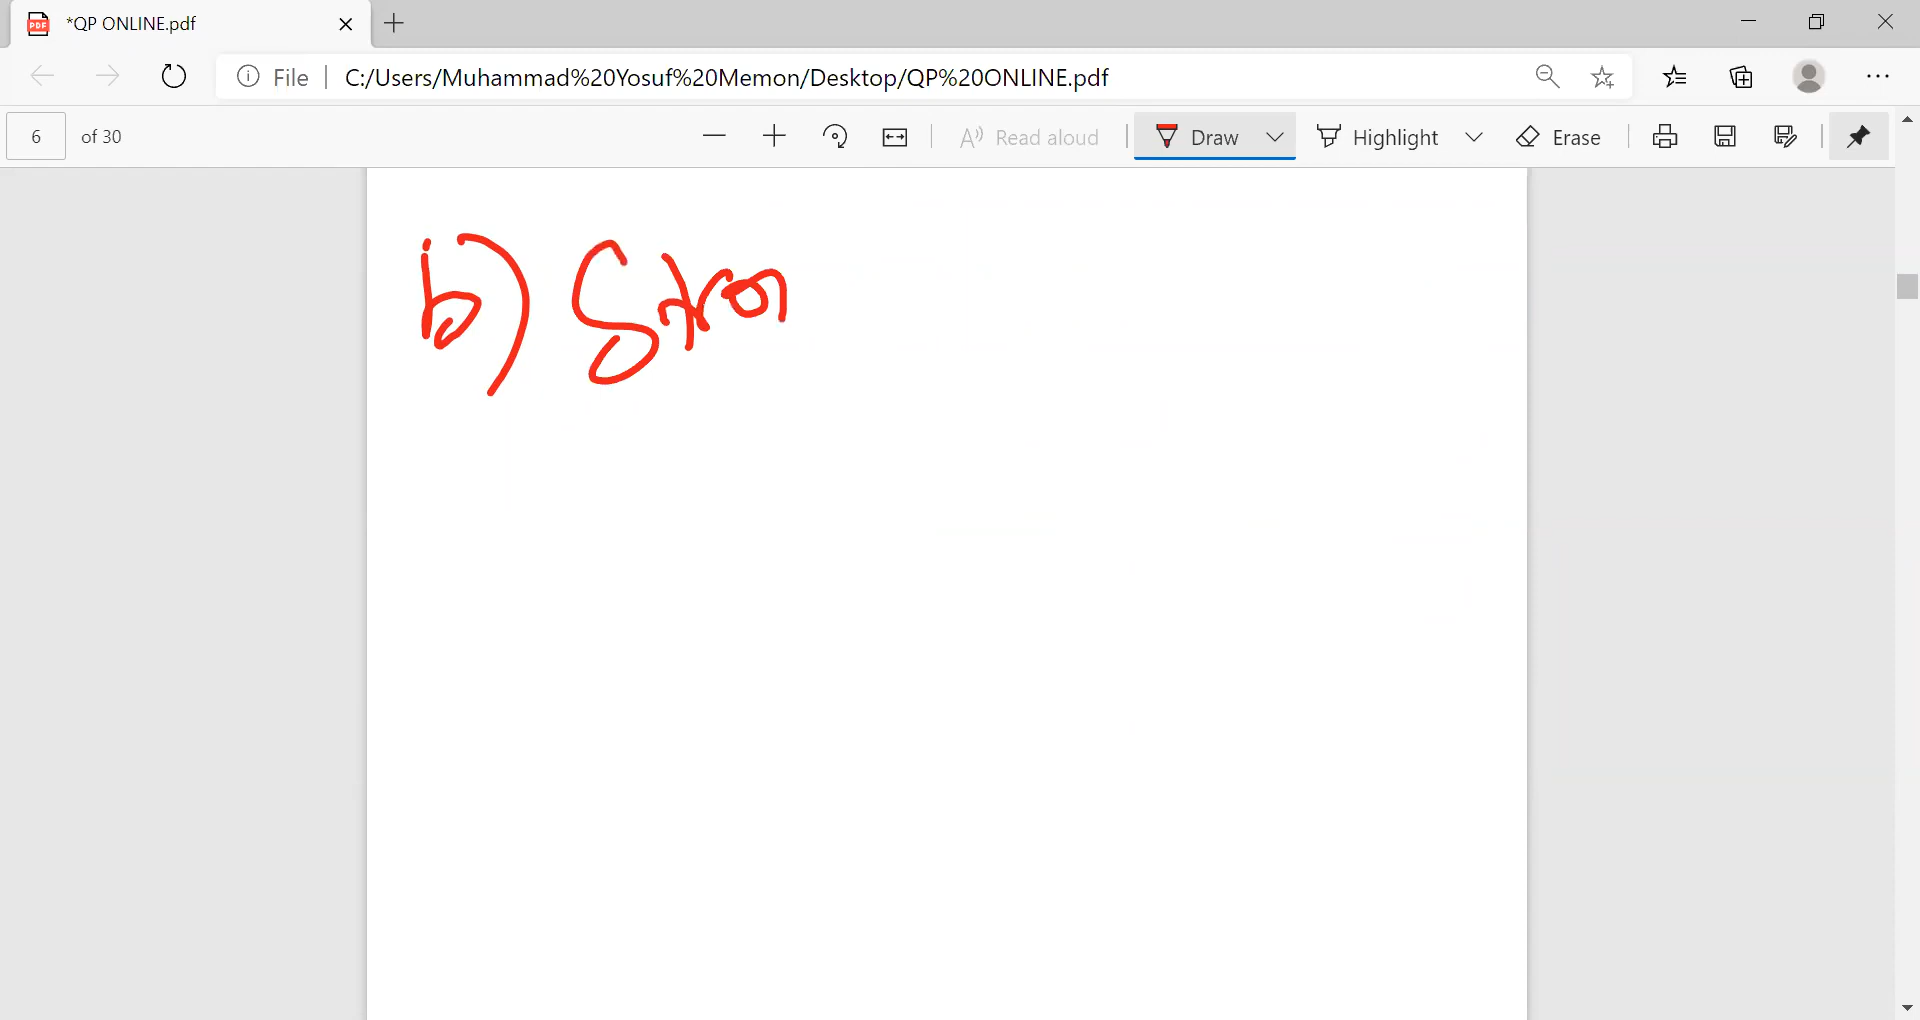 *QP ONLINE.pdf
File | C:/Users/Muhammad%20Yosuf%20Memon/Desktop/QP%20ONLINE.pdf
6 of 30 Read aloud Draw Highlight Erase
b) Stron